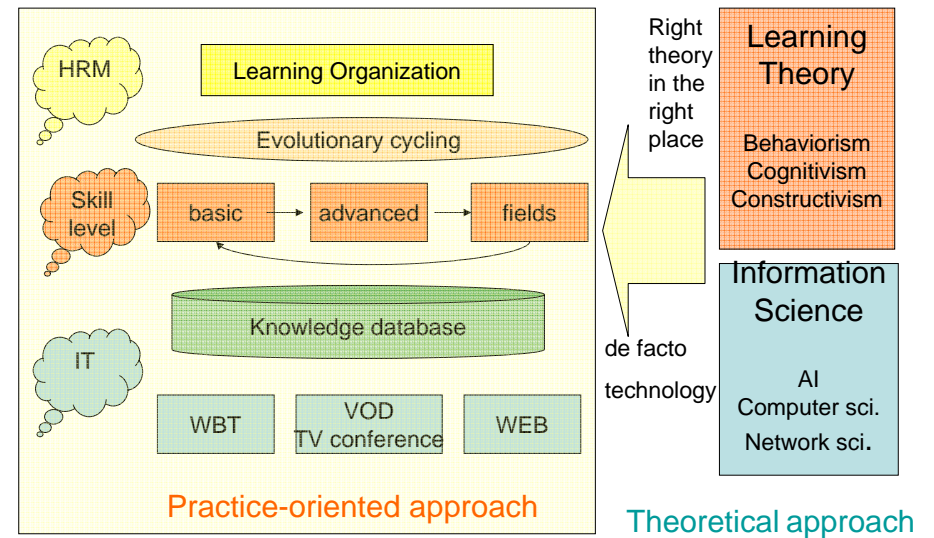 HRM
Learning Organization
Evolutionary cycling
Skill
level
basic
advanced
fields
Knowledge database
IT
WBT
VOD
TV conference
WEB
Practice-oriented approach
Right
theory
in the
right
place
de facto
technology
Learning
Theory
Behaviorism
Cognitivism
Constructivism
Information
Science
AI
Computer sci.
Network sci.
Theoretical approach